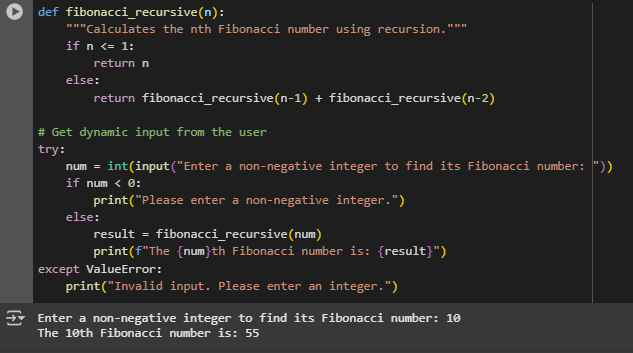 def fibonacci_recursive(n):
    """Calculates the nth Fibonacci number using recursion."""
    if n <= 1:
        return n
    else:
        return fibonacci_recursive(n-1) + fibonacci_recursive(n-2)

# Get dynamic input from the user
try:
    num = int(input("Enter a non-negative integer to find its Fibonacci number: "))
    if num < 0:
        print("Please enter a non-negative integer.")
    else:
        result = fibonacci_recursive(num)
        print(f"The {num}th Fibonacci number is: {result}")
except ValueError:
    print("Invalid input. Please enter an integer.")
Enter a non-negative integer to find its Fibonacci number: 10
The 10th Fibonacci number is: 55